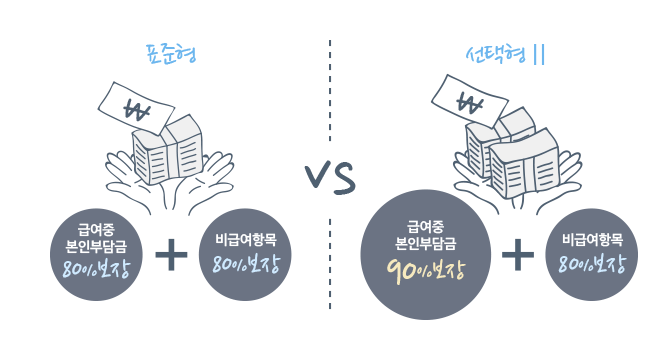 표준형
선택형 ||
₩
₩
VS
급여중
본인부담금
80%보장
+
비급여항목
80%보장
급여중
본인부담금
90%보장
+
비급여항목
80%보장